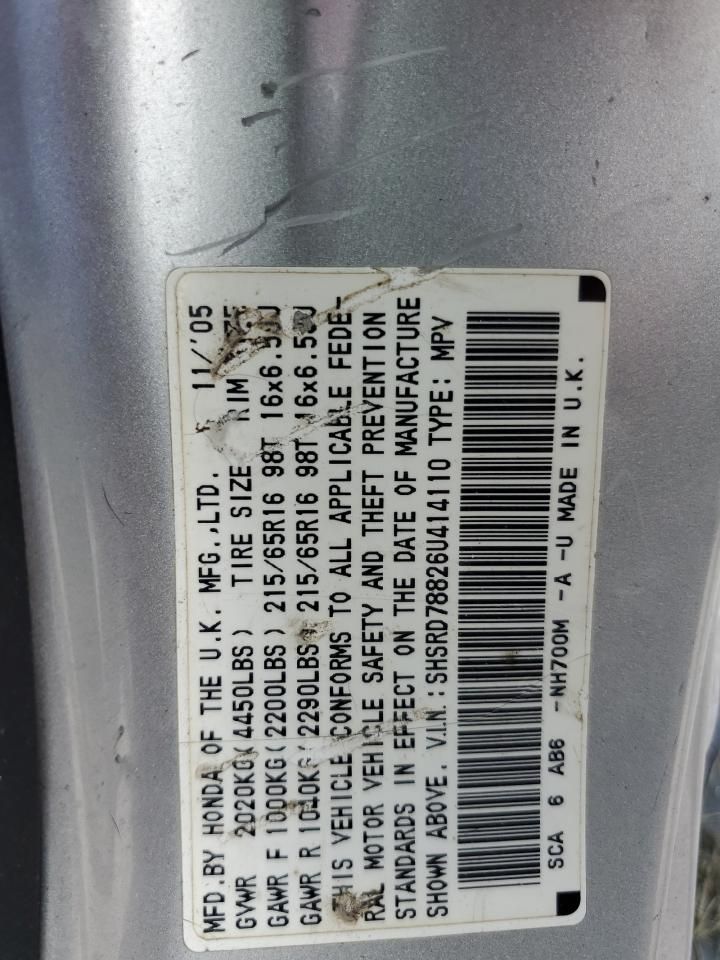 MFD.BY HONDA OF THE U.K. MFG.,LTD. 11/'05
GVWR 2020KG(4450LBS) TIRE SIZE RIM SIZE
GAWR F 1000KG(2200LBS) 215/65R16 98T 16x6.5JJ
GAWR R 1040KG(2290LBS) 215/65R16 98T 16x6.5JJ
THIS VEHICLE CONFORMS TO ALL APPLICABLE FEDE-
RAL MOTOR VEHICLE SAFETY AND THEFT PREVENTION
STANDARDS IN EFFECT ON THE DATE OF MANUFACTURE
SHOWN ABOVE. V.I.N.:SHSRD78826U414110 TYPE: MPV
SCA 6 AB6 -NH700M -A -U MADE IN U.K.